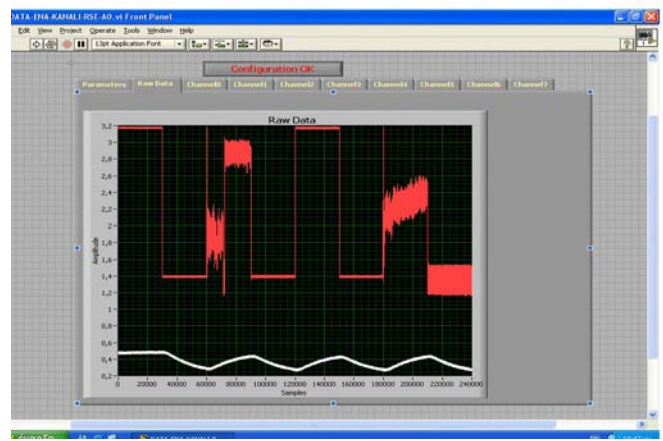 DATA-ENA-KANALI-RSE-A0.vi Front Panel
Edit View Project Operate Tools Window Help
13pt Application Font
Configuration OK
Parameters Raw Data Channel0 Channel1 Channel2 Channel3 Channel4 Channel5 Channel6 Channel7
Raw Data
3,2
3
2,8
2,6
2,4
2,2
2
1,8
1,6
1,4
1,2
1
0,8
0,6
0,4
0,2
Amplitude
0 20000 40000 60000 80000 100000 120000 140000 160000 180000 200000 220000 240000
Samples